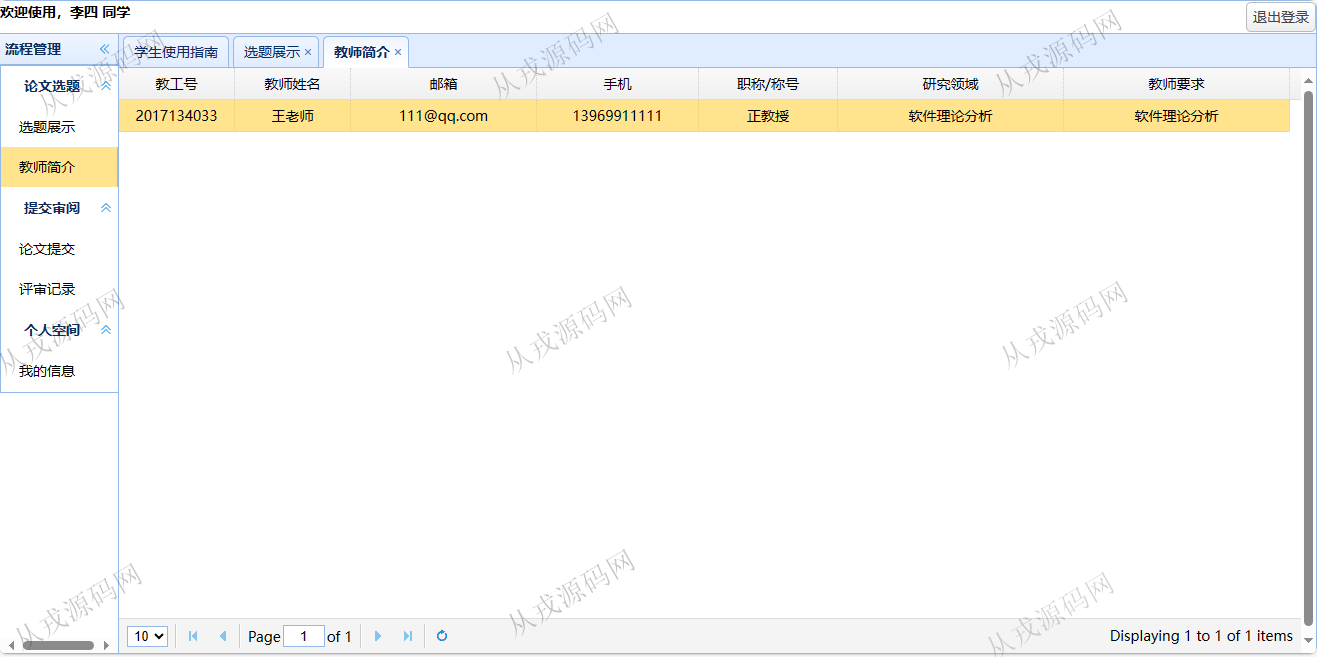 欢迎使用，李四 同学
退出登录
流程管理
学生使用指南 选题展示 教师简介
论文选题
选题展示
教师简介
提交审阅
论文提交
评审记录
个人空间
我的信息
教工号 教师姓名 邮箱 手机 职称/称号 研究领域 教师要求
2017134033 王老师 111@qq.com 13969911111 正教授 软件理论分析 软件理论分析
10 Page 1 of 1 Displaying 1 to 1 of 1 items
从戎源码网
从戎源码网
从戎源码网
从戎源码网
从戎源码网
从戎源码网
从戎源码网
从戎源码网
从戎源码网